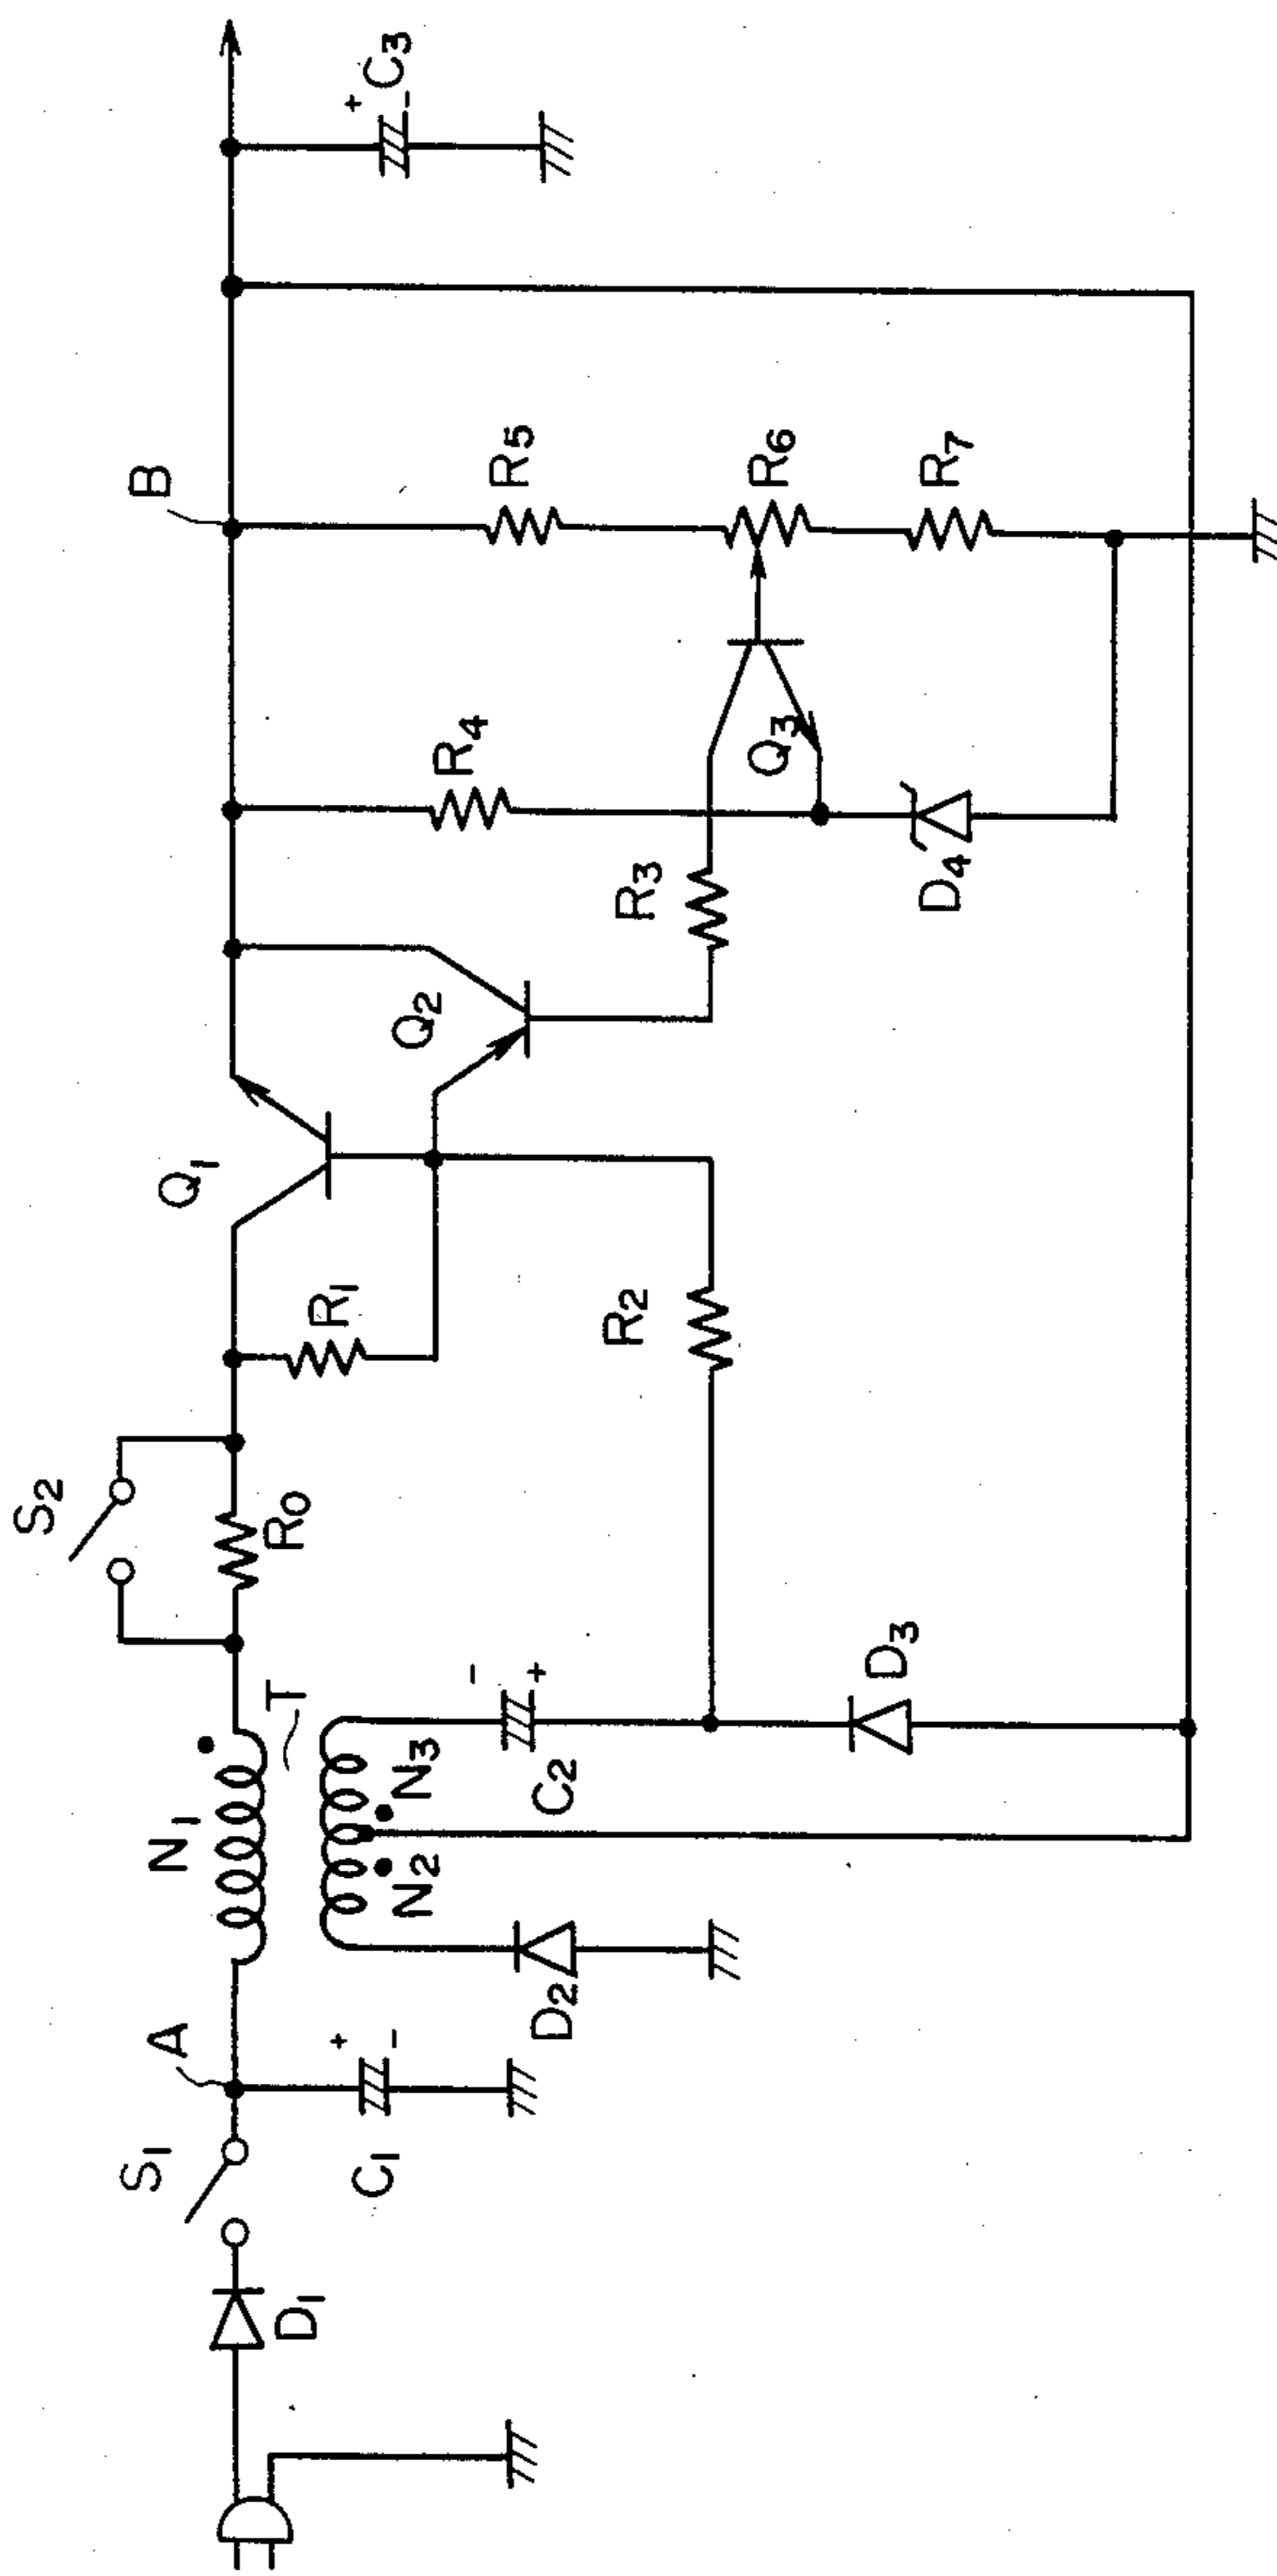 S₁
A
D₁
C₁
+
-
N₁
T
N₂
N₃
D₂
C₂
-
+
D₃
S₂
R₀
R₁
R₂
Q₁
Q₂
R₃
R₄
Q₃
D₄
B
R₅
R₆
R₇
C₃
+
-